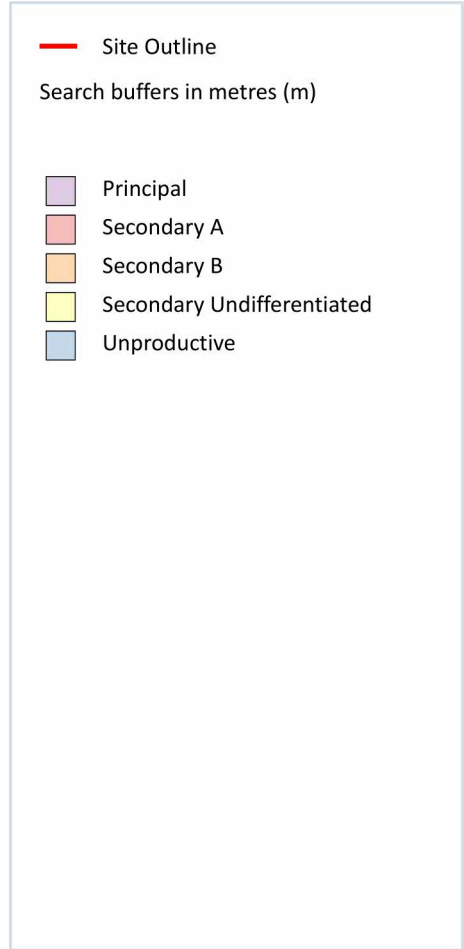 Site Outline
Search buffers in metres (m)
Principal
Secondary A
Secondary B
Secondary Undifferentiated
Unproductive